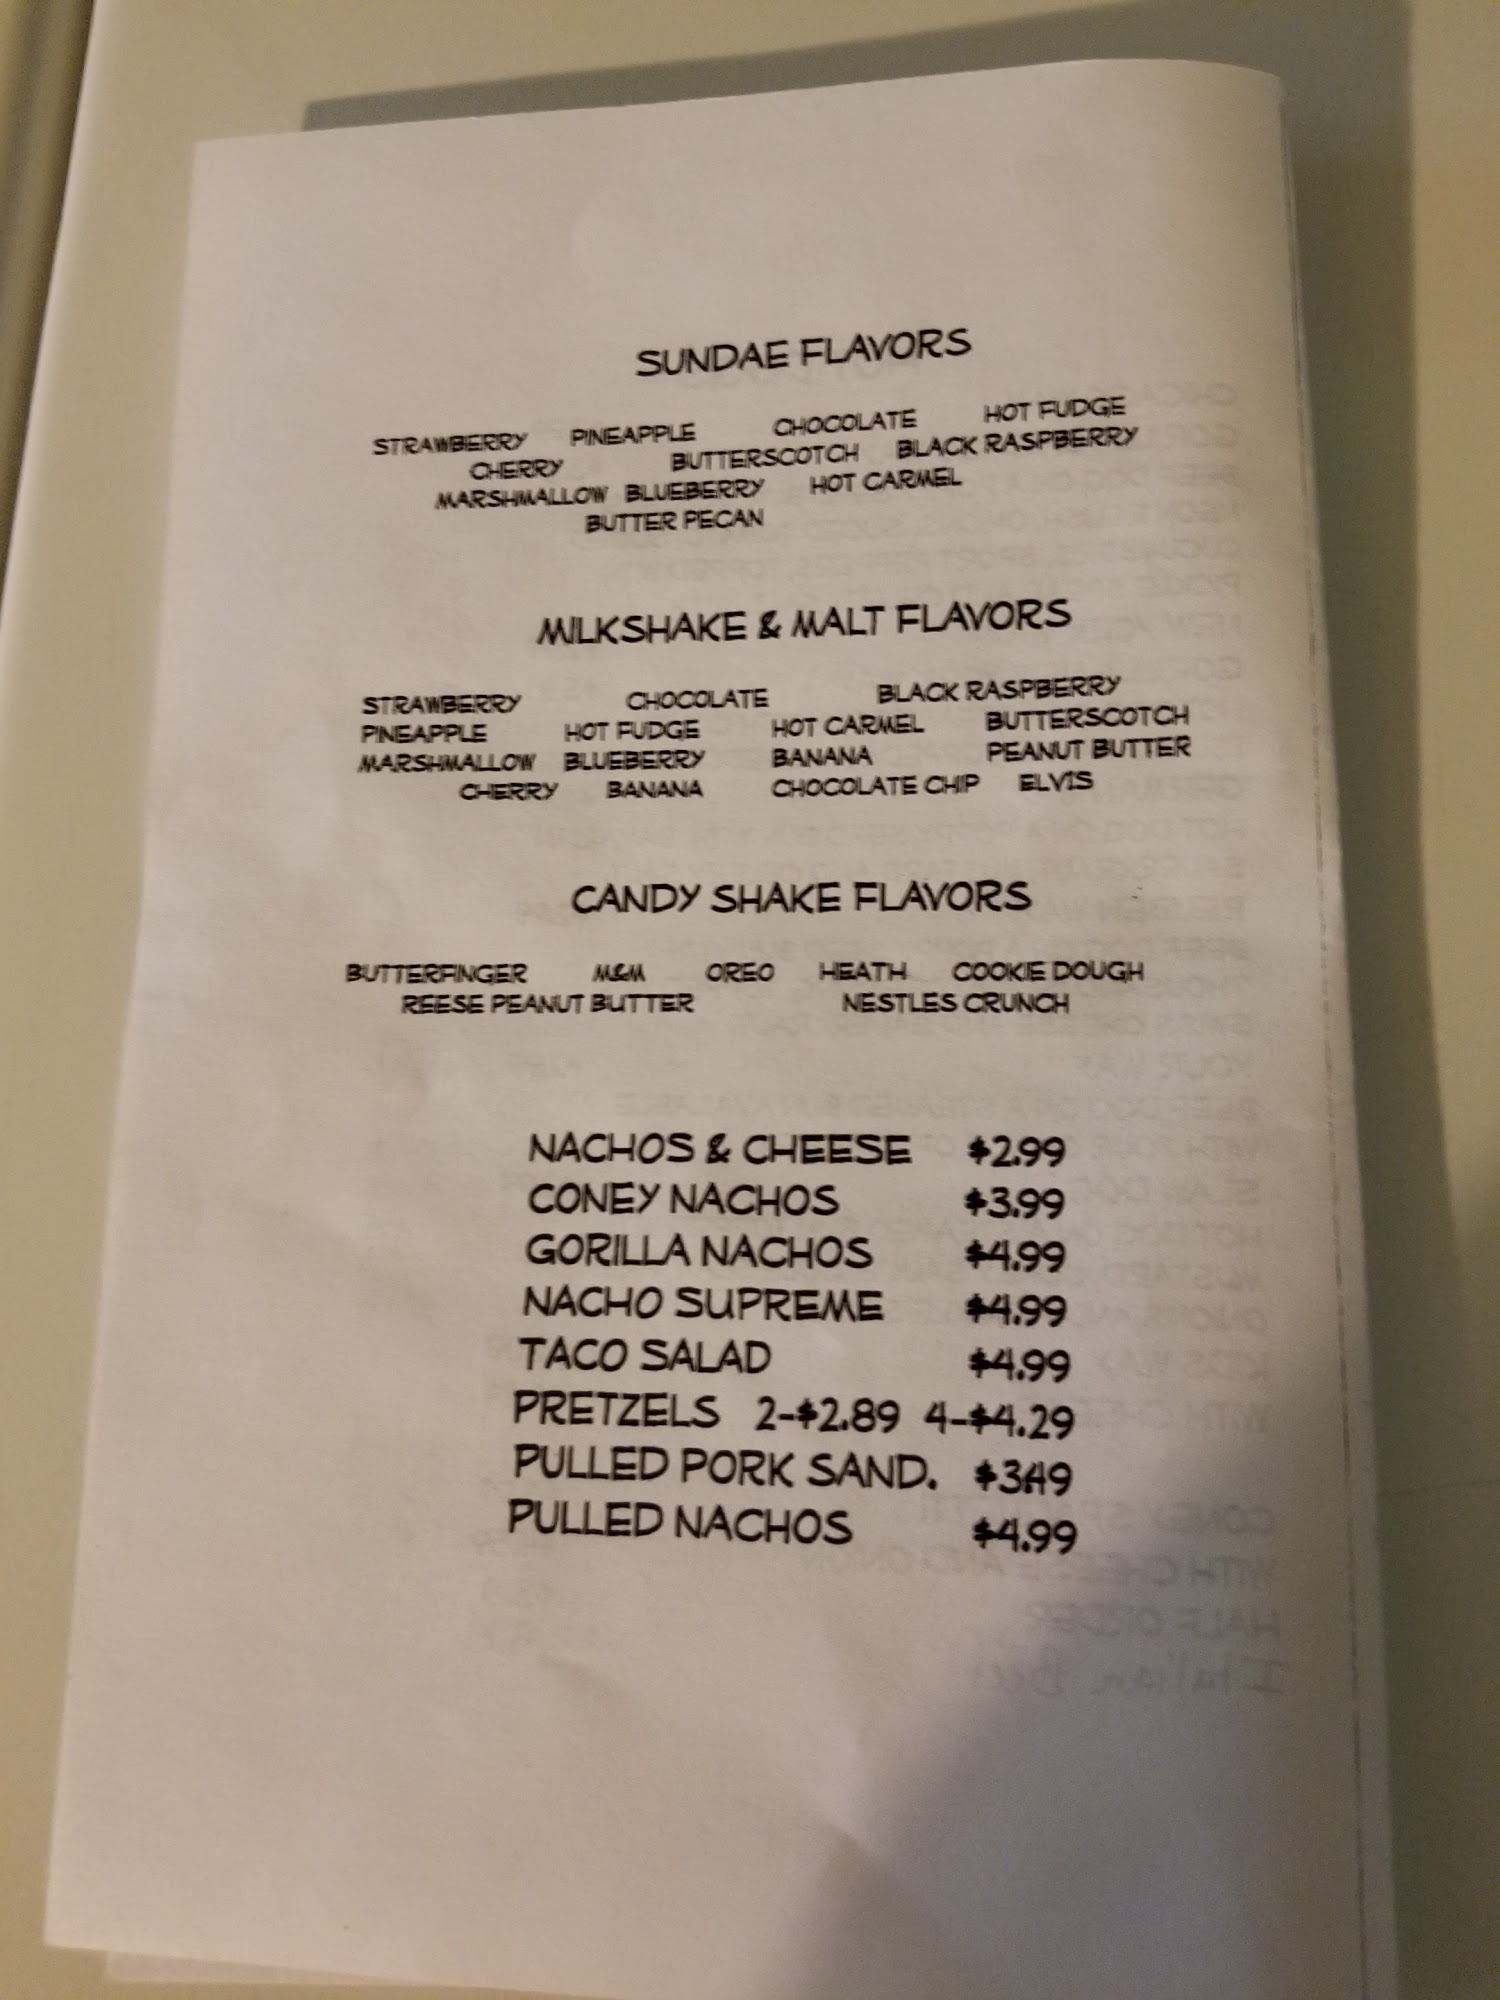 SUNDAE FLAVORS
STRAWBERRY PINEAPPLE CHOCOLATE HOT FUDGE
CHERRY BUTTERSCOTCH BLACK RASPBERRY
MARSHMALLOW BLUEBERRY HOT CARMEL
BUTTER PECAN
MILKSHAKE & MALT FLAVORS
STRAWBERRY CHOCOLATE BLACK RASPBERRY
PINEAPPLE HOT FUDGE HOT CARMEL BUTTERSCOTCH
MARSHMALLOW BLUEBERRY BANANA PEANUT BUTTER
CHERRY BANANA CHOCOLATE CHIP ELVIS
CANDY SHAKE FLAVORS
BUTTERFINGER M&M OREO HEATH COOKIE DOUGH
REESE PEANUT BUTTER NESTLES CRUNCH
NACHOS & CHEESE $2.99
CONEY NACHOS $3.99
GORILLA NACHOS $4.99
NACHO SUPREME $4.99
TACO SALAD $4.99
PRETZELS 2-$2.89 4-$4.29
PULLED PORK SAND. $3.49
PULLED NACHOS $4.99